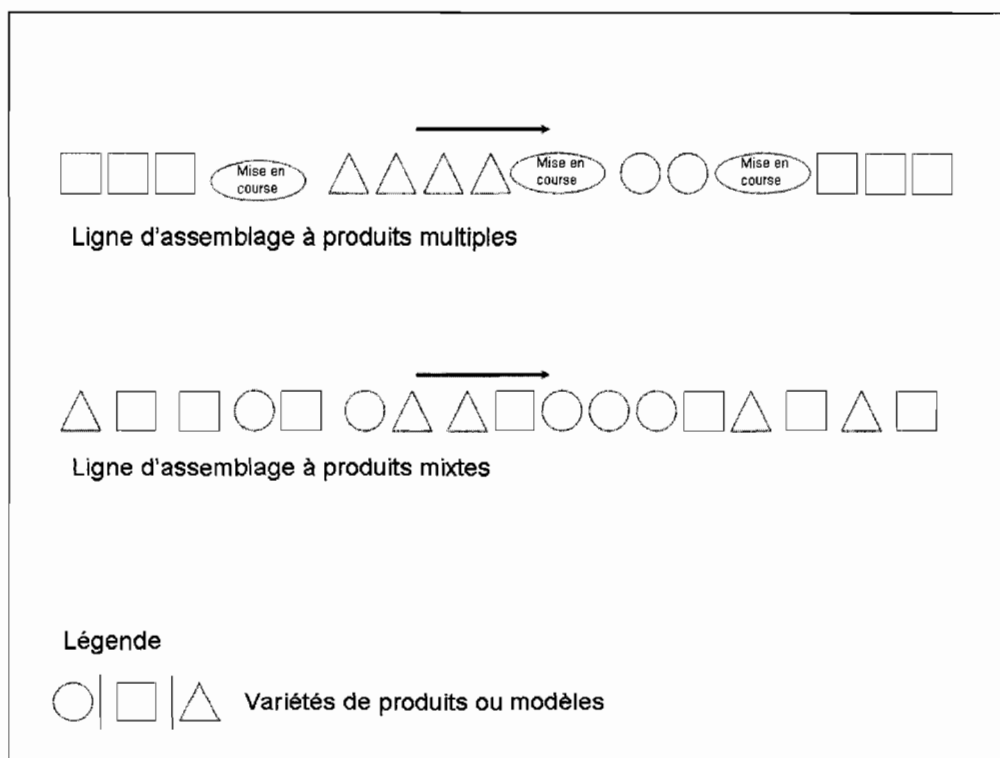 Mise en
course
Mise en
course
Mise en
course
Ligne d'assemblage à produits multiples
Ligne d'assemblage à produits mixtes
Légende
Variétés de produits ou modèles